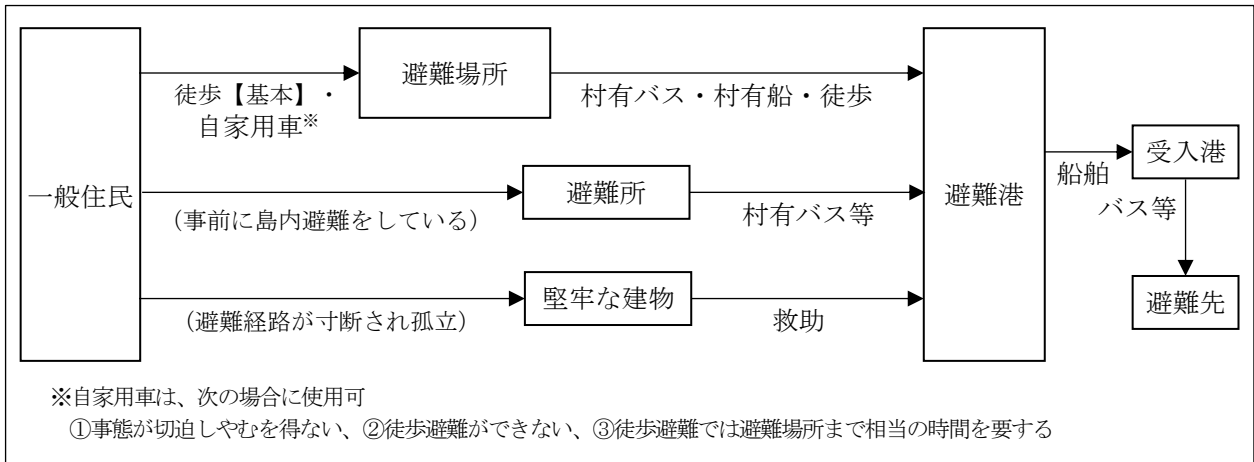 一般住民
徒歩【基本】・
自家用車※
避難場所
村有バス・村有船・徒歩
(事前に島内避難をしている)
避難所
村有バス等
(避難経路が寸断され孤立)
堅牢な建物
救助
避難港
船舶
受入港
バス等
避難先
※自家用車は、次の場合に使用可
①事態が切迫しやむを得ない、②徒歩避難ができない、③徒歩避難では避難場所まで相当の時間を要する